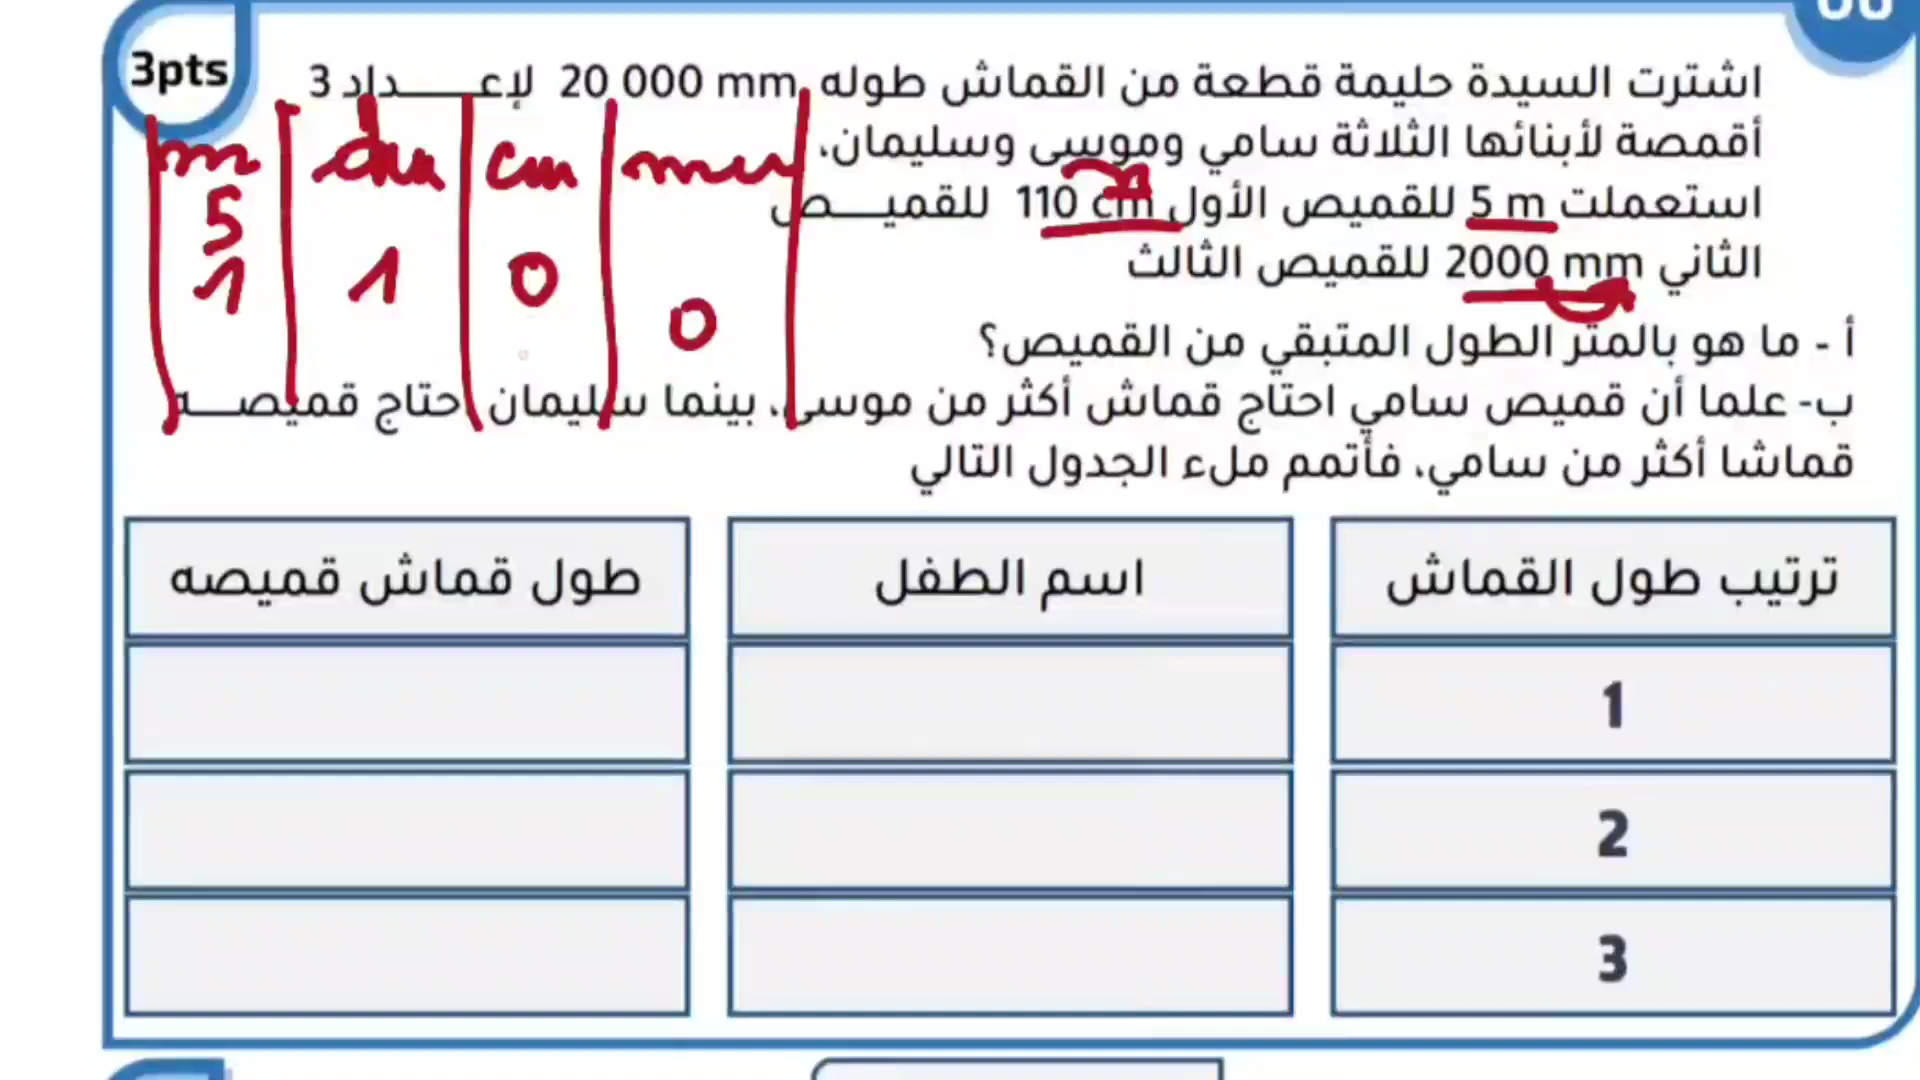 3pts
اشترت السيدة حليمة قطعة من القماش طوله 20 000 mm لإعـــداد 3
أقمصة لأبنائها الثلاثة سامي وموسى وسليمان،
استعملت 5 m للقميص الأول 110 cm للقميــص
الثاني 2000 mm للقميص الثالث
m dm cm mm
5
1 1 0
0
أ - ما هو بالمتر الطول المتبقي من القميص؟
ب- علما أن قميص سامي احتاج قماش أكثر من موسى، بينما سليمان احتاج قميصــه
قماشا أكثر من سامي، فأتمم ملء الجدول التالي
ترتيب طول القماش اسم الطفل طول قماش قميصه
1
2
3